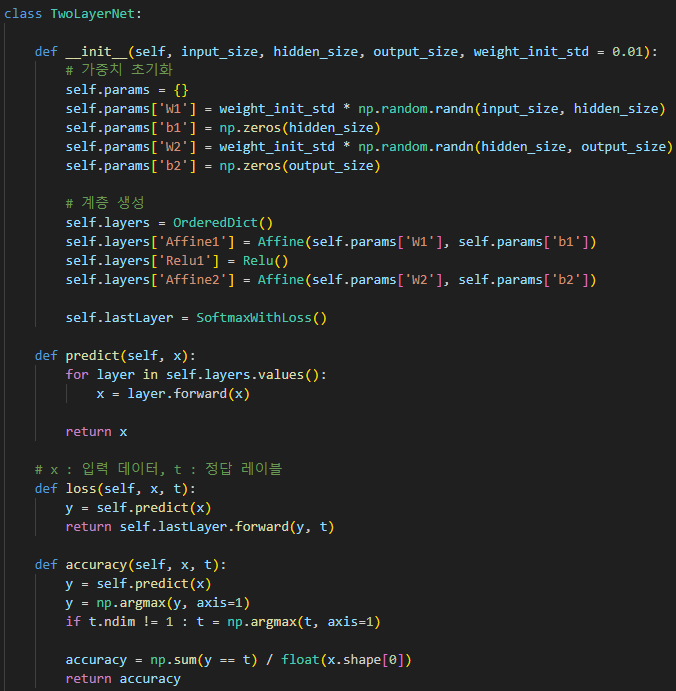 class TwoLayerNet:
    def __init__(self, input_size, hidden_size, output_size, weight_init_std = 0.01):
        # 가중치 초기화
        self.params = {}
        self.params['W1'] = weight_init_std * np.random.randn(input_size, hidden_size)
        self.params['b1'] = np.zeros(hidden_size)
        self.params['W2'] = weight_init_std * np.random.randn(hidden_size, output_size)
        self.params['b2'] = np.zeros(output_size)
        # 계층 생성
        self.layers = OrderedDict()
        self.layers['Affine1'] = Affine(self.params['W1'], self.params['b1'])
        self.layers['Relu1'] = Relu()
        self.layers['Affine2'] = Affine(self.params['W2'], self.params['b2'])
        self.lastLayer = SoftmaxWithLoss()
    def predict(self, x):
        for layer in self.layers.values():
            x = layer.forward(x)
        return x
    # x : 입력 데이터, t : 정답 레이블
    def loss(self, x, t):
        y = self.predict(x)
        return self.lastLayer.forward(y, t)
    def accuracy(self, x, t):
        y = self.predict(x)
        y = np.argmax(y, axis=1)
        if t.ndim != 1 : t = np.argmax(t, axis=1)
        accuracy = np.sum(y == t) / float(x.shape[0])
        return accuracy